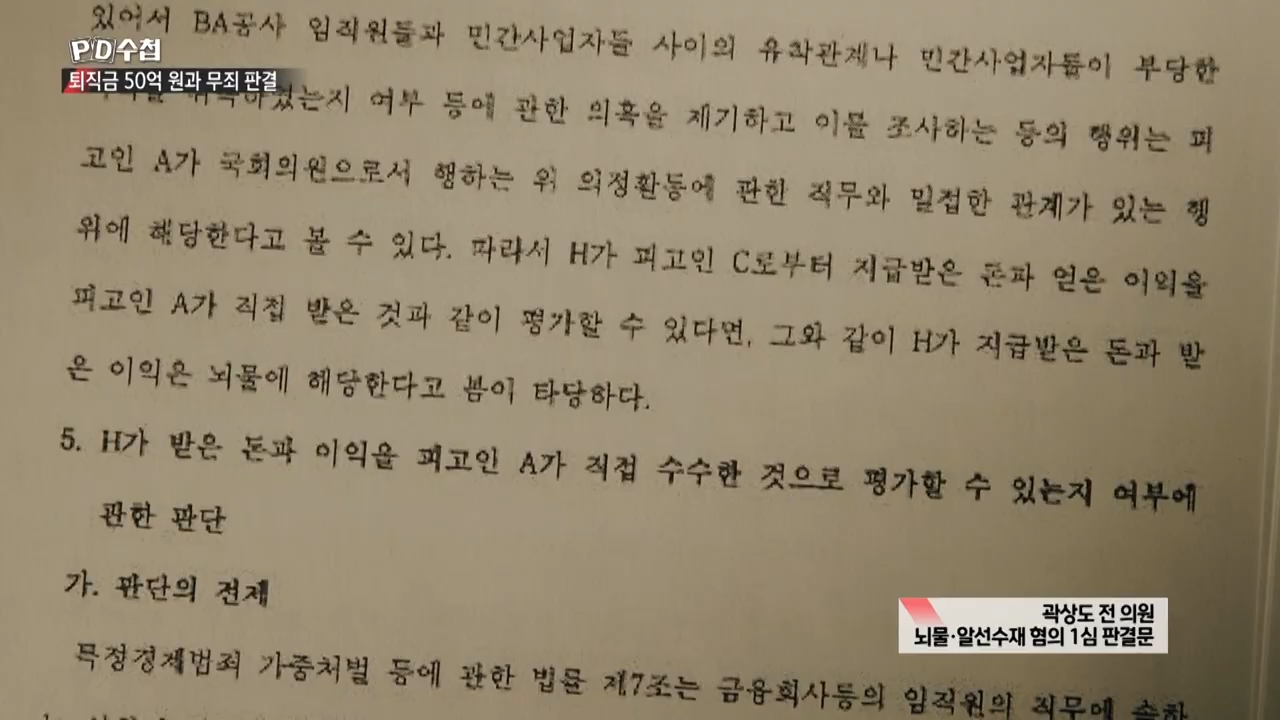 있어서 BA공사 임직원들과 민간사업자들 사이의 유착관계나 민간사업자들이 부당한
PD수첩
퇴직금 50억 원과 무죄 판결
여부 등에 관한 의혹을 제기하고 이를 조사하는 등의 행위는 피
고인 A가 국회의원으로서 행하는 위 의정활동에 관한 직무와 밀접한 관계가 있는 행
위에 해당한다고 볼 수 있다. 따라서 H가 피고인 C로부터 지급받은 돈과 얻은 이익을
피고인 A가 직접 받은 것과 같이 평가할 수 있다면, 그와 같이 H가 지급받은 돈과 받
은 이익은 뇌물에 해당한다고 봄이 타당하다.
5. H가 받은 돈과 이익을 피고인 A가 직접 수수한 것으로 평가할 수 있는지 여부에
관한 판단
가. 판단의 전제
곽상도 전 의원
뇌물·알선수재 혐의 1심 판결문
특정경제범죄 가중처벌 등에 관한 법률 제7조는 금융회사등의 임직원의 직무에 속하